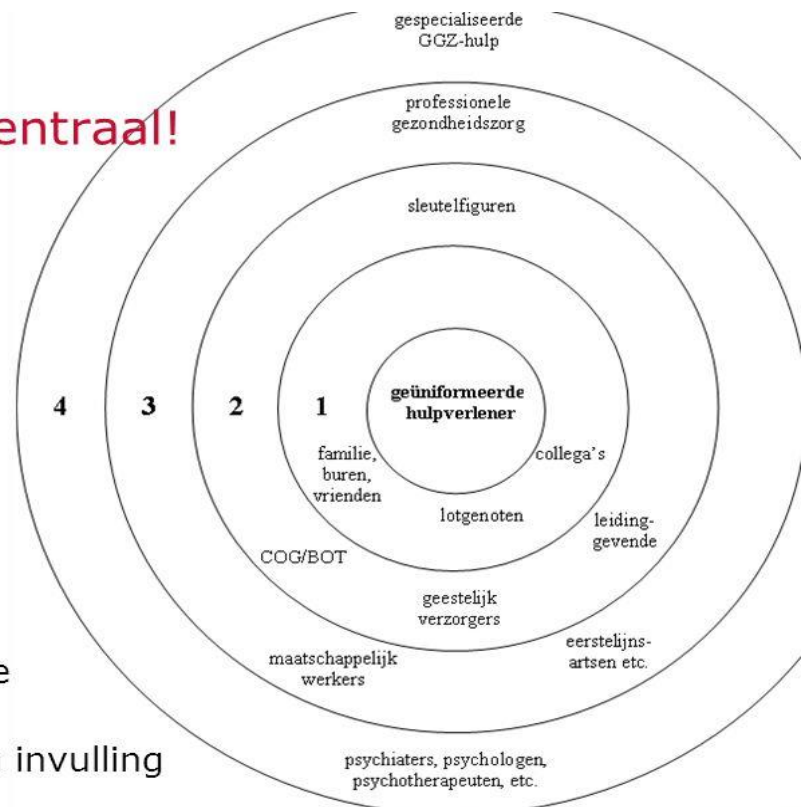 gespecialiseerde
GGZ-hulp
professionele
gezondheidszorg
entraal!
sleutelfiguren
geüniformeerde
hulpverlener
4 3 2 1
familie,
buren,
vrienden
collega's
lotgenoten
leiding-
gevende
COG/BOT
geestelijk
verzorgers
eerstelijns-
artsen etc.
maatschappelijk
werkers
e
invulling
psychiaters, psychologen,
psychotherapeuten, etc.